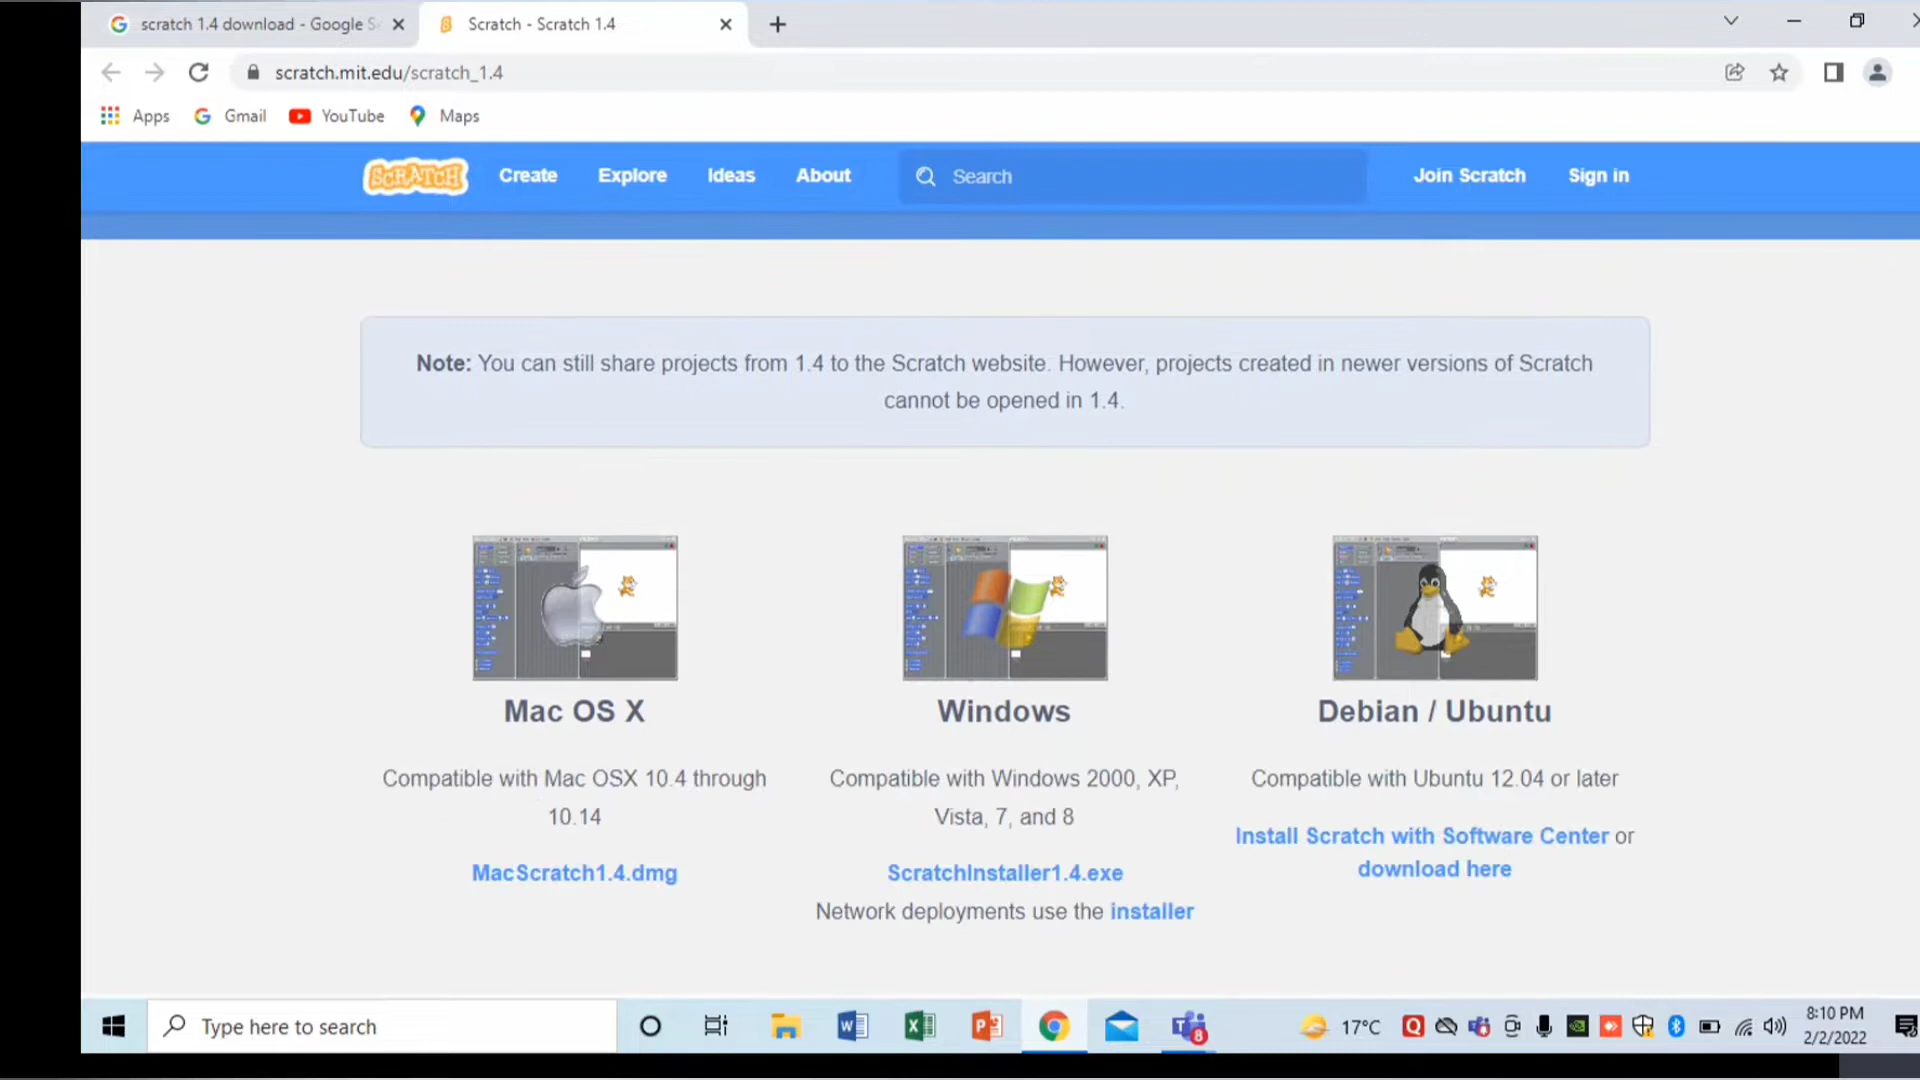 scratch 1.4 download - Google S
Scratch - Scratch 1.4
scratch.mit.edu/scratch_1.4
Apps
Gmail
YouTube
Maps
SCRATCH
Create
Explore
Ideas
About
Search
Join Scratch
Sign in
Note: You can still share projects from 1.4 to the Scratch website. However, projects created in newer versions of Scratch
cannot be opened in 1.4.
Mac OS X
Windows
Debian / Ubuntu
Compatible with Mac OSX 10.4 through
10.14
Compatible with Windows 2000, XP,
Vista, 7, and 8
Compatible with Ubuntu 12.04 or later
MacScratch1.4.dmg
ScratchInstaller1.4.exe
Network deployments use the installer
Install Scratch with Software Center or
download here
Type here to search
8
17°C
8:10 PM
2/2/2022